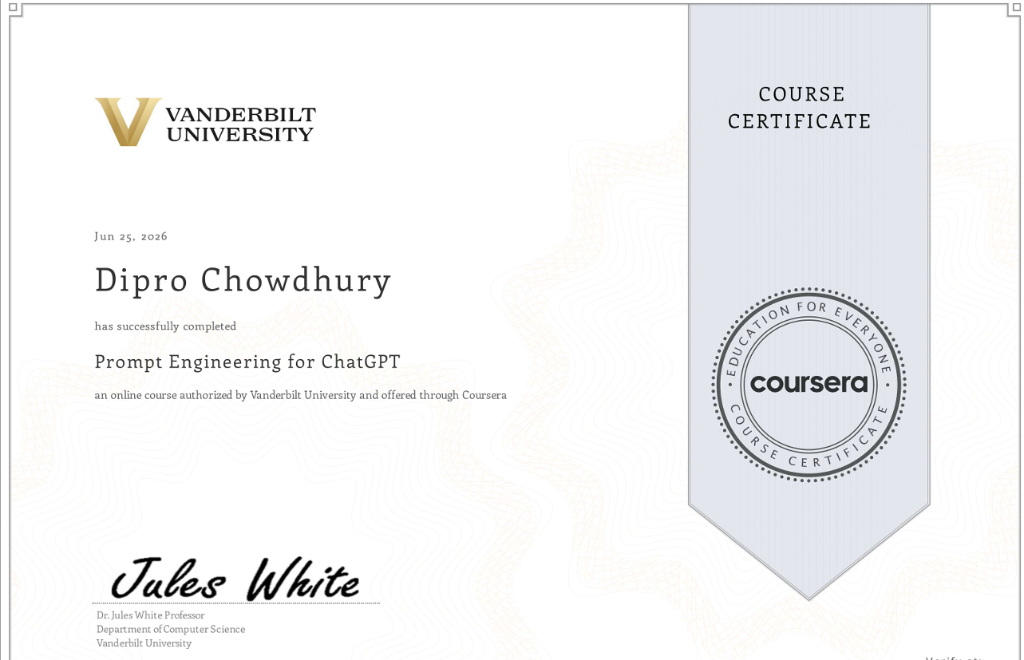 VANDERBILT
UNIVERSITY
COURSE
CERTIFICATE
Jun 25, 2026
Dipro Chowdhury
has successfully completed
Prompt Engineering for ChatGPT
an online course authorized by Vanderbilt University and offered through Coursera
EDUCATION FOR EVERYONE
coursera
COURSE CERTIFICATE
Jules White
Dr. Jules White Professor
Department of Computer Science
Vanderbilt University